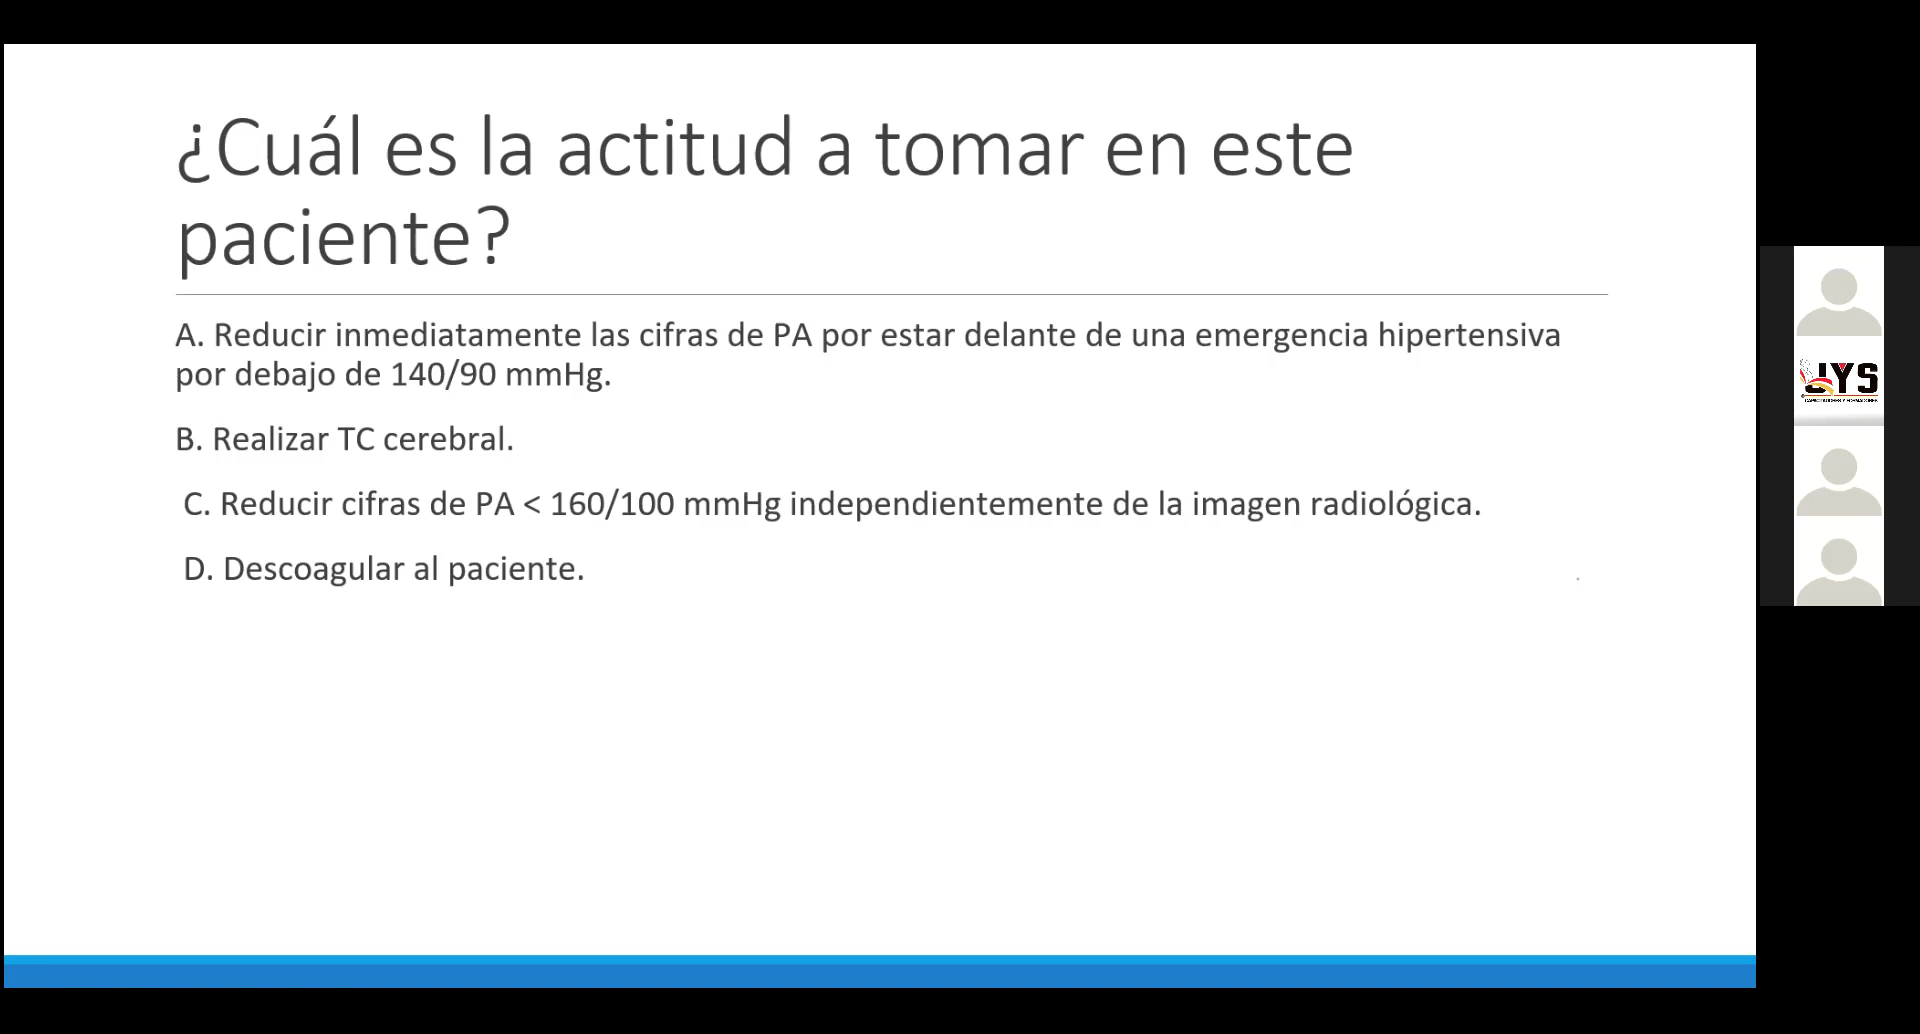 ¿Cuál es la actitud a tomar en este
paciente?
A. Reducir inmediatamente las cifras de PA por estar delante de una emergencia hipertensiva
por debajo de 140/90 mmHg.
B. Realizar TC cerebral.
C. Reducir cifras de PA < 160/100 mmHg independientemente de la imagen radiológica.
D. Descoagular al paciente.
JYS
CAPACITADORES Y FORMADORES